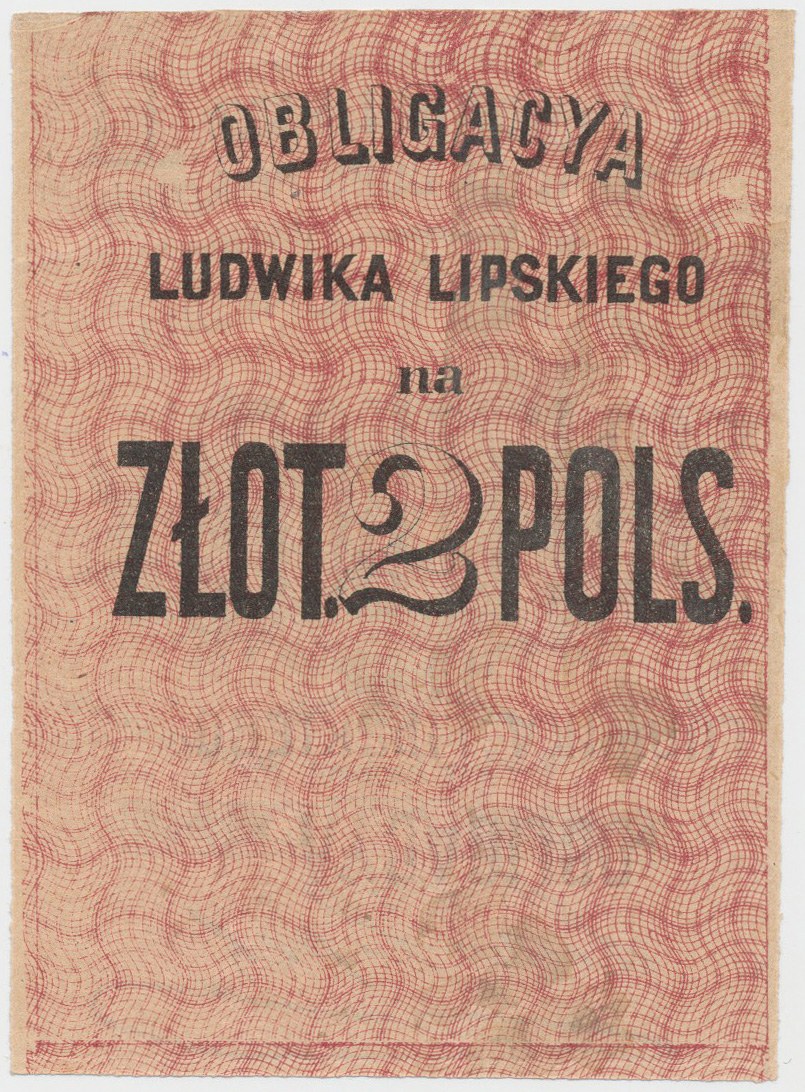 OBLIGACYA
LUDWIKA LIPSKIEGO
na
ZŁOT. 2 POLS.